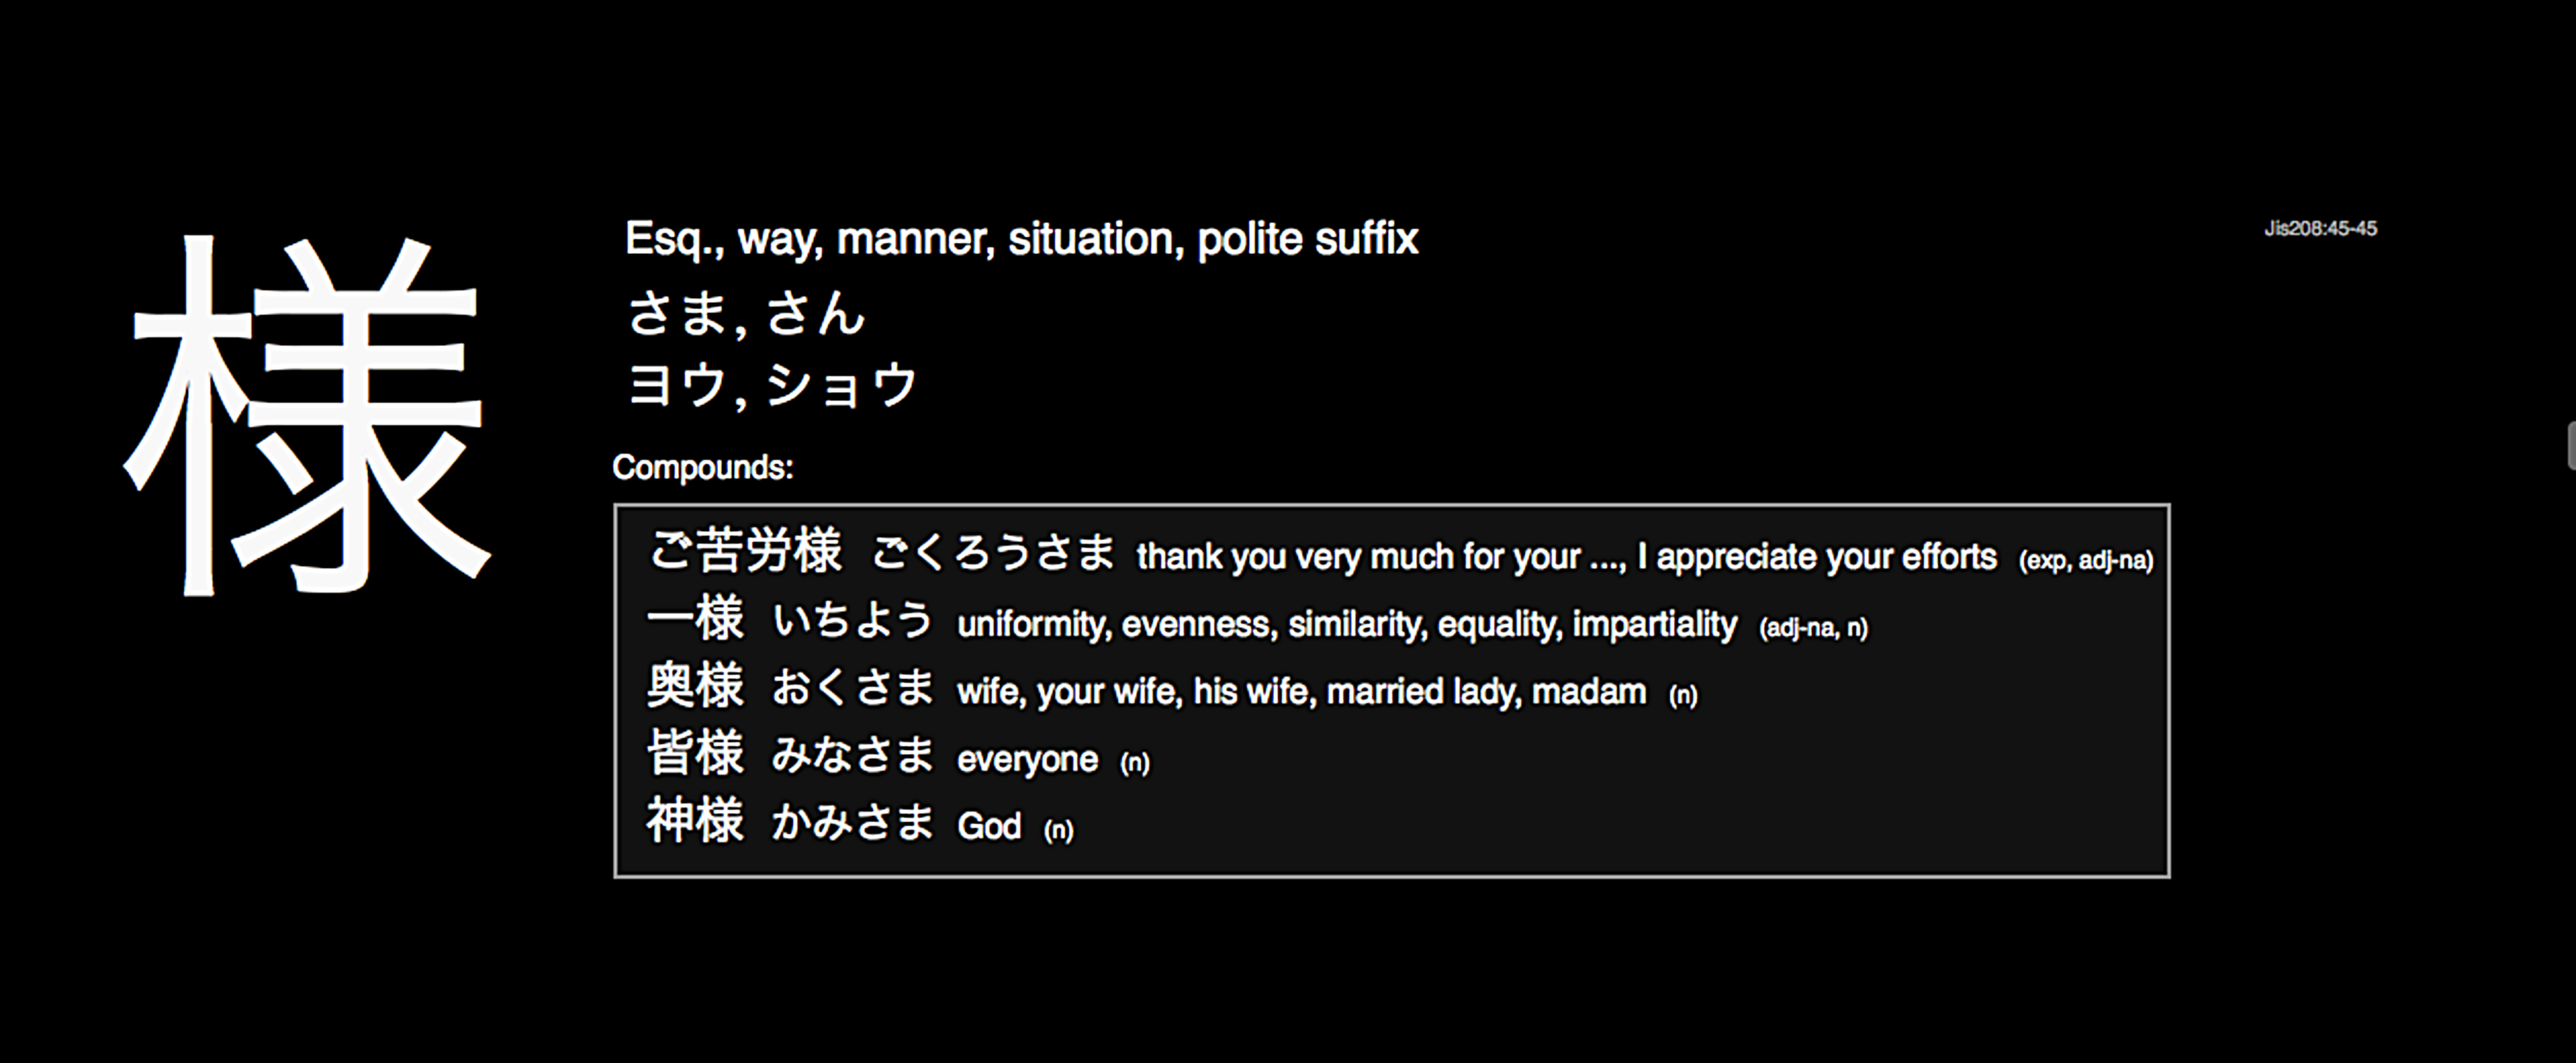 様
Esq., way, manner, situation, polite suffix
Jis208:45-45
さま, さん
ヨウ, ショウ
Compounds:
ご苦労様 ごくろうさま thank you very much for your ..., I appreciate your efforts (exp, adj-na)
一様 いちよう uniformity, evenness, similarity, equality, impartiality (adj-na, n)
奥様 おくさま wife, your wife, his wife, married lady, madam (n)
皆様 みなさま everyone (n)
神様 かみさま God (n)